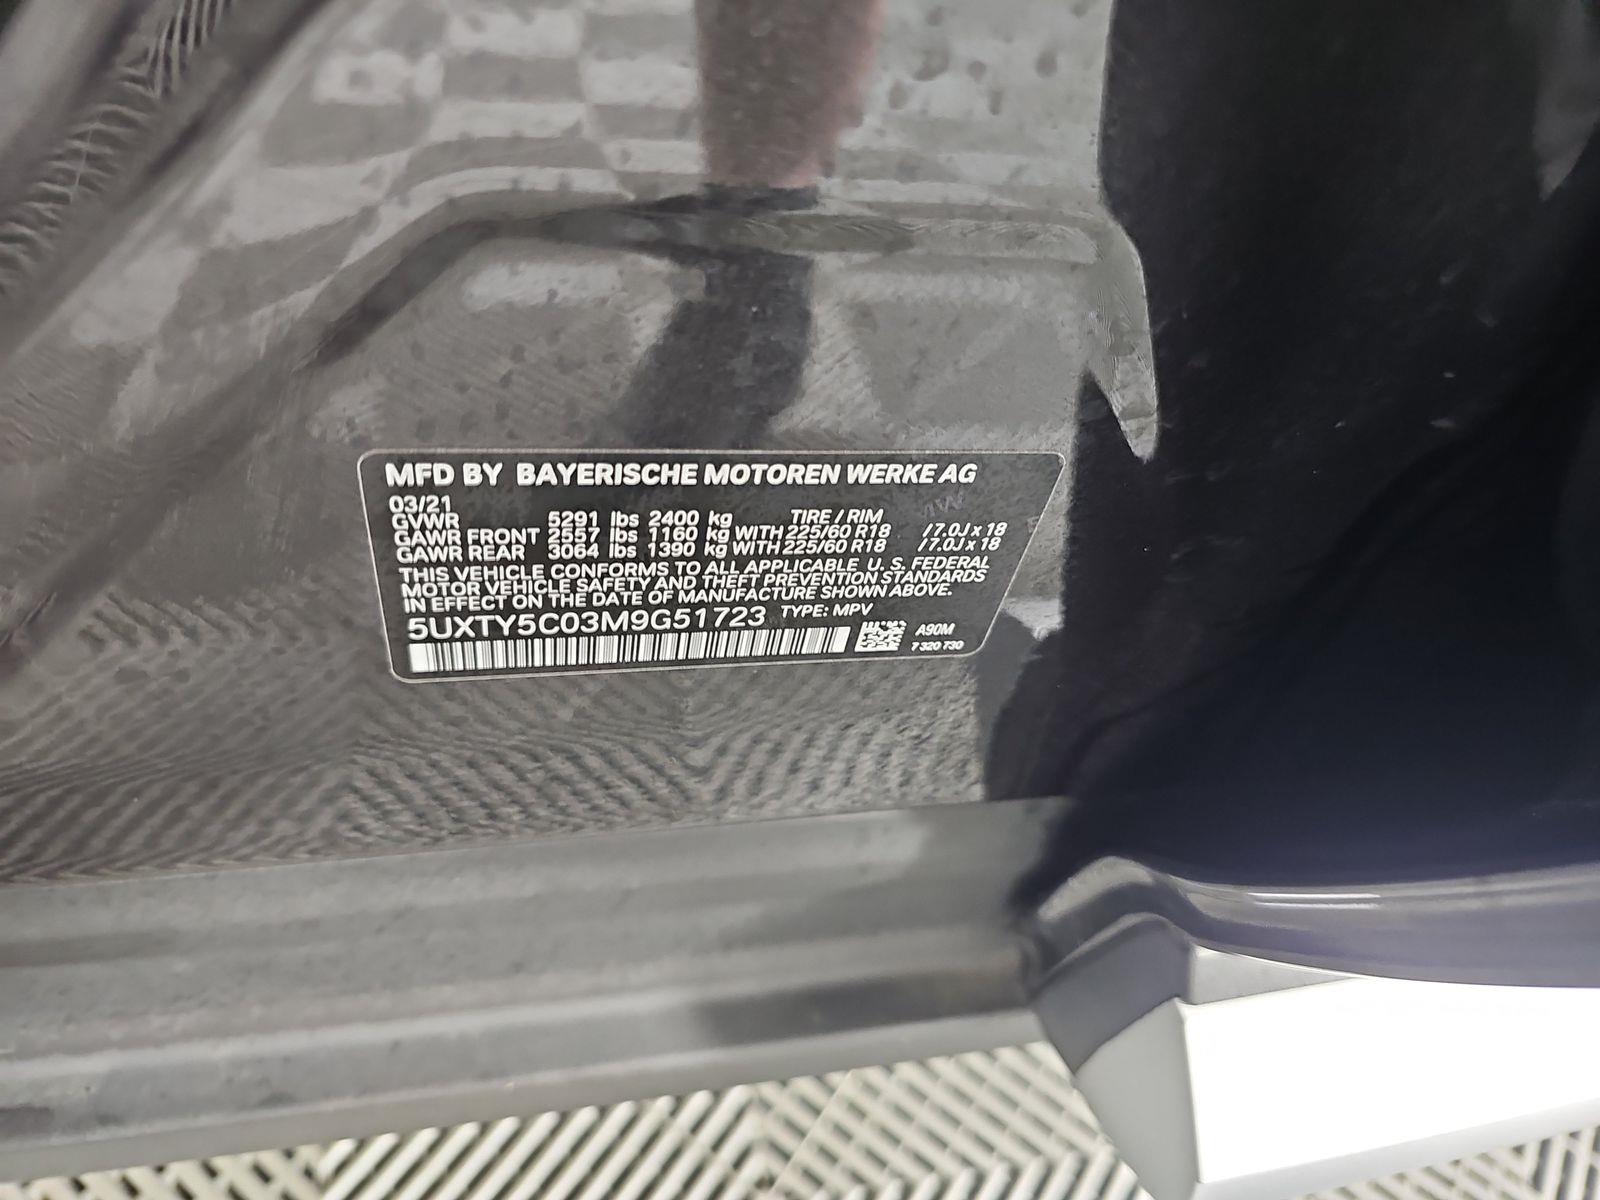 MFD BY BAYERISCHE MOTOREN WERKE AG
03/21
GVWR 5291 lbs 2400 kg TIRE / RIM
GAWR FRONT 2557 lbs 1160 kg WITH 225/60 R18 /7.0J x 18
GAWR REAR 3064 lbs 1390 kg WITH 225/60 R18 /7.0J x 18
THIS VEHICLE CONFORMS TO ALL APPLICABLE U. S. FEDERAL
MOTOR VEHICLE SAFETY AND THEFT PREVENTION STANDARDS
IN EFFECT ON THE DATE OF MANUFACTURE SHOWN ABOVE.
5UXTY5C03M9G51723 TYPE: MPV
A90M
7 320 730